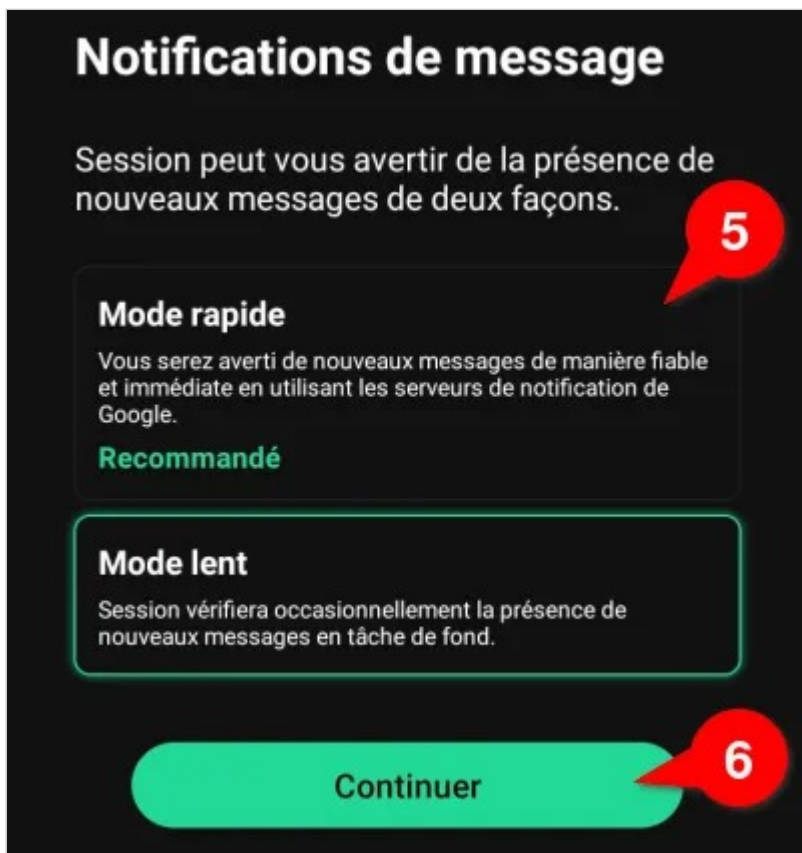 Notifications de message
Session peut vous avertir de la présence de
nouveaux messages de deux façons.
5
Mode rapide
Vous serez averti de nouveaux messages de manière fiable
et immédiate en utilisant les serveurs de notification de
Google.
Recommandé
Mode lent
Session vérifiera occasionnellement la présence de
nouveaux messages en tâche de fond.
Continuer
6